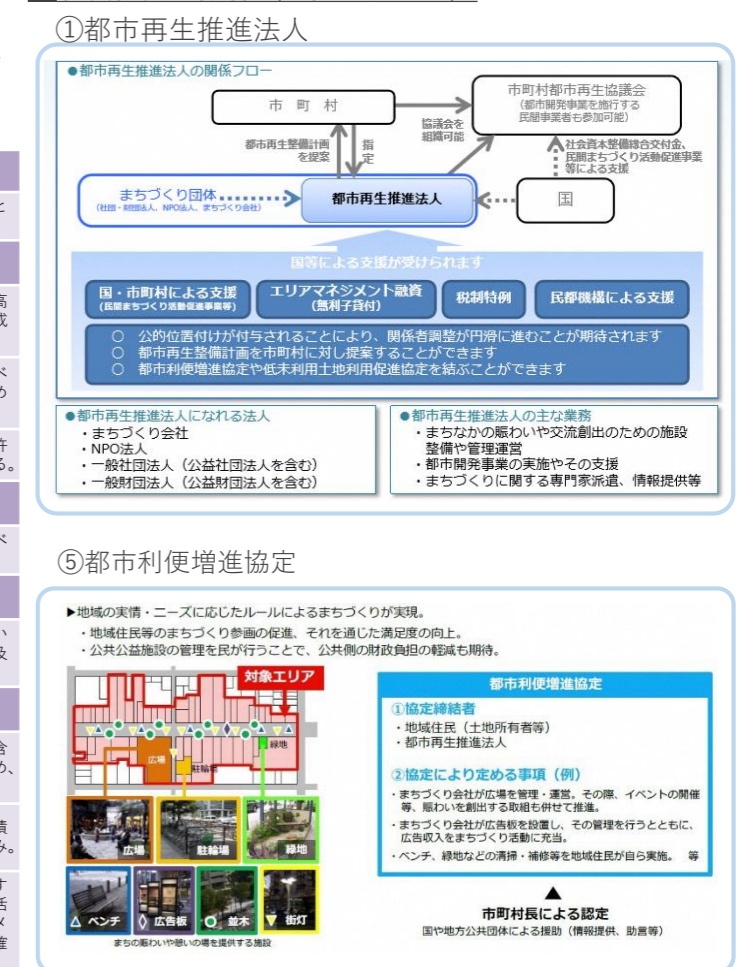 ①都市再生推進法人
●都市再生推進法人の関係フロー
市 町 村
市町村都市再生協議会
(都市開発事業を施行する
民間事業者も参加可能)
協議会を
組織可能
都市再生整備計画
を提案
指
定
社会資本整備総合交付金、
民間まちづくり活動促進事業
等による支援
まちづくり団体
(社団・財団法人、NPO法人、まちづくり会社)
都市再生推進法人
国
国等による支援が受けられます
国・市町村による支援
(民間まちづくり活動促進事業等)
エリアマネジメント融資
(無利子貸付)
税制特例
民都機構による支援
○ 公的位置付けが付与されることにより、関係者調整が円滑に進むことが期待されます
○ 都市再生整備計画を市町村に対し提案することができます
○ 都市利便増進協定や低未利用土地利用促進協定を結ぶことができます
●都市再生推進法人になれる法人
・まちづくり会社
・NPO法人
・一般社団法人（公益社団法人を含む）
・一般財団法人（公益財団法人を含む）
●都市再生推進法人の主な業務
・まちなかの賑わいや交流創出のための施設
整備や管理運営
・都市開発事業の実施やその支援
・まちづくりに関する専門家派遣、情報提供等
⑤都市利便増進協定
▶地域の実情・ニーズに応じたルールによるまちづくりが実現。
・地域住民等のまちづくり参画の促進、それを通じた満足度の向上。
・公共公益施設の管理を民が行うことで、公共側の財政負担の軽減も期待。
対象エリア
広場
駐輪場
緑地
広場
駐輪場
緑地
ベンチ
広告板
並木
街灯
まちの賑わいや憩いの場を提供する施設
都市利便増進協定
①協定締結者
・地域住民（土地所有者等）
・都市再生推進法人
②協定により定める事項（例）
・まちづくり会社が広場を管理・運営。その際、イベントの開催
等、賑わいを創出する取組も併せて推進。
・まちづくり会社が広告板を設置し、その管理を行うとともに、
広告収入をまちづくり活動に充当。
・ベンチ、緑地などの清掃・補修等を地域住民が自ら実施。 等
▲
市町村長による認定
国や地方公共団体による援助（情報提供、助言等）